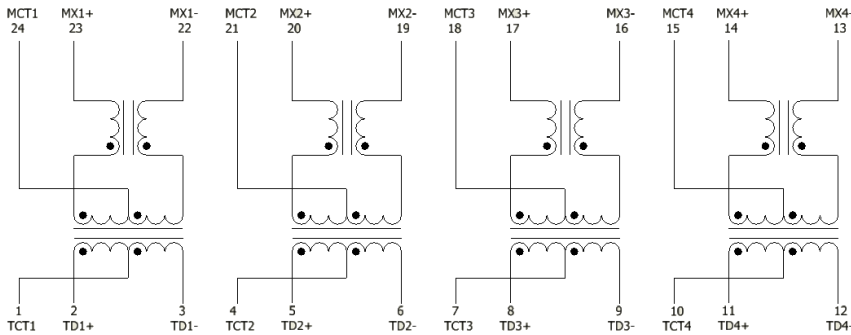 MCT1 MX1+ MX1- MCT2 MX2+ MX2- MCT3 MX3+ MX3- MCT4 MX4+ MX4-
24 23 22 21 20 19 18 17 16 15 14 13
1 2 3 4 5 6 7 8 9 10 11 12
TCT1 TD1+ TD1- TCT2 TD2+ TD2- TCT3 TD3+ TD3- TCT4 TD4+ TD4-